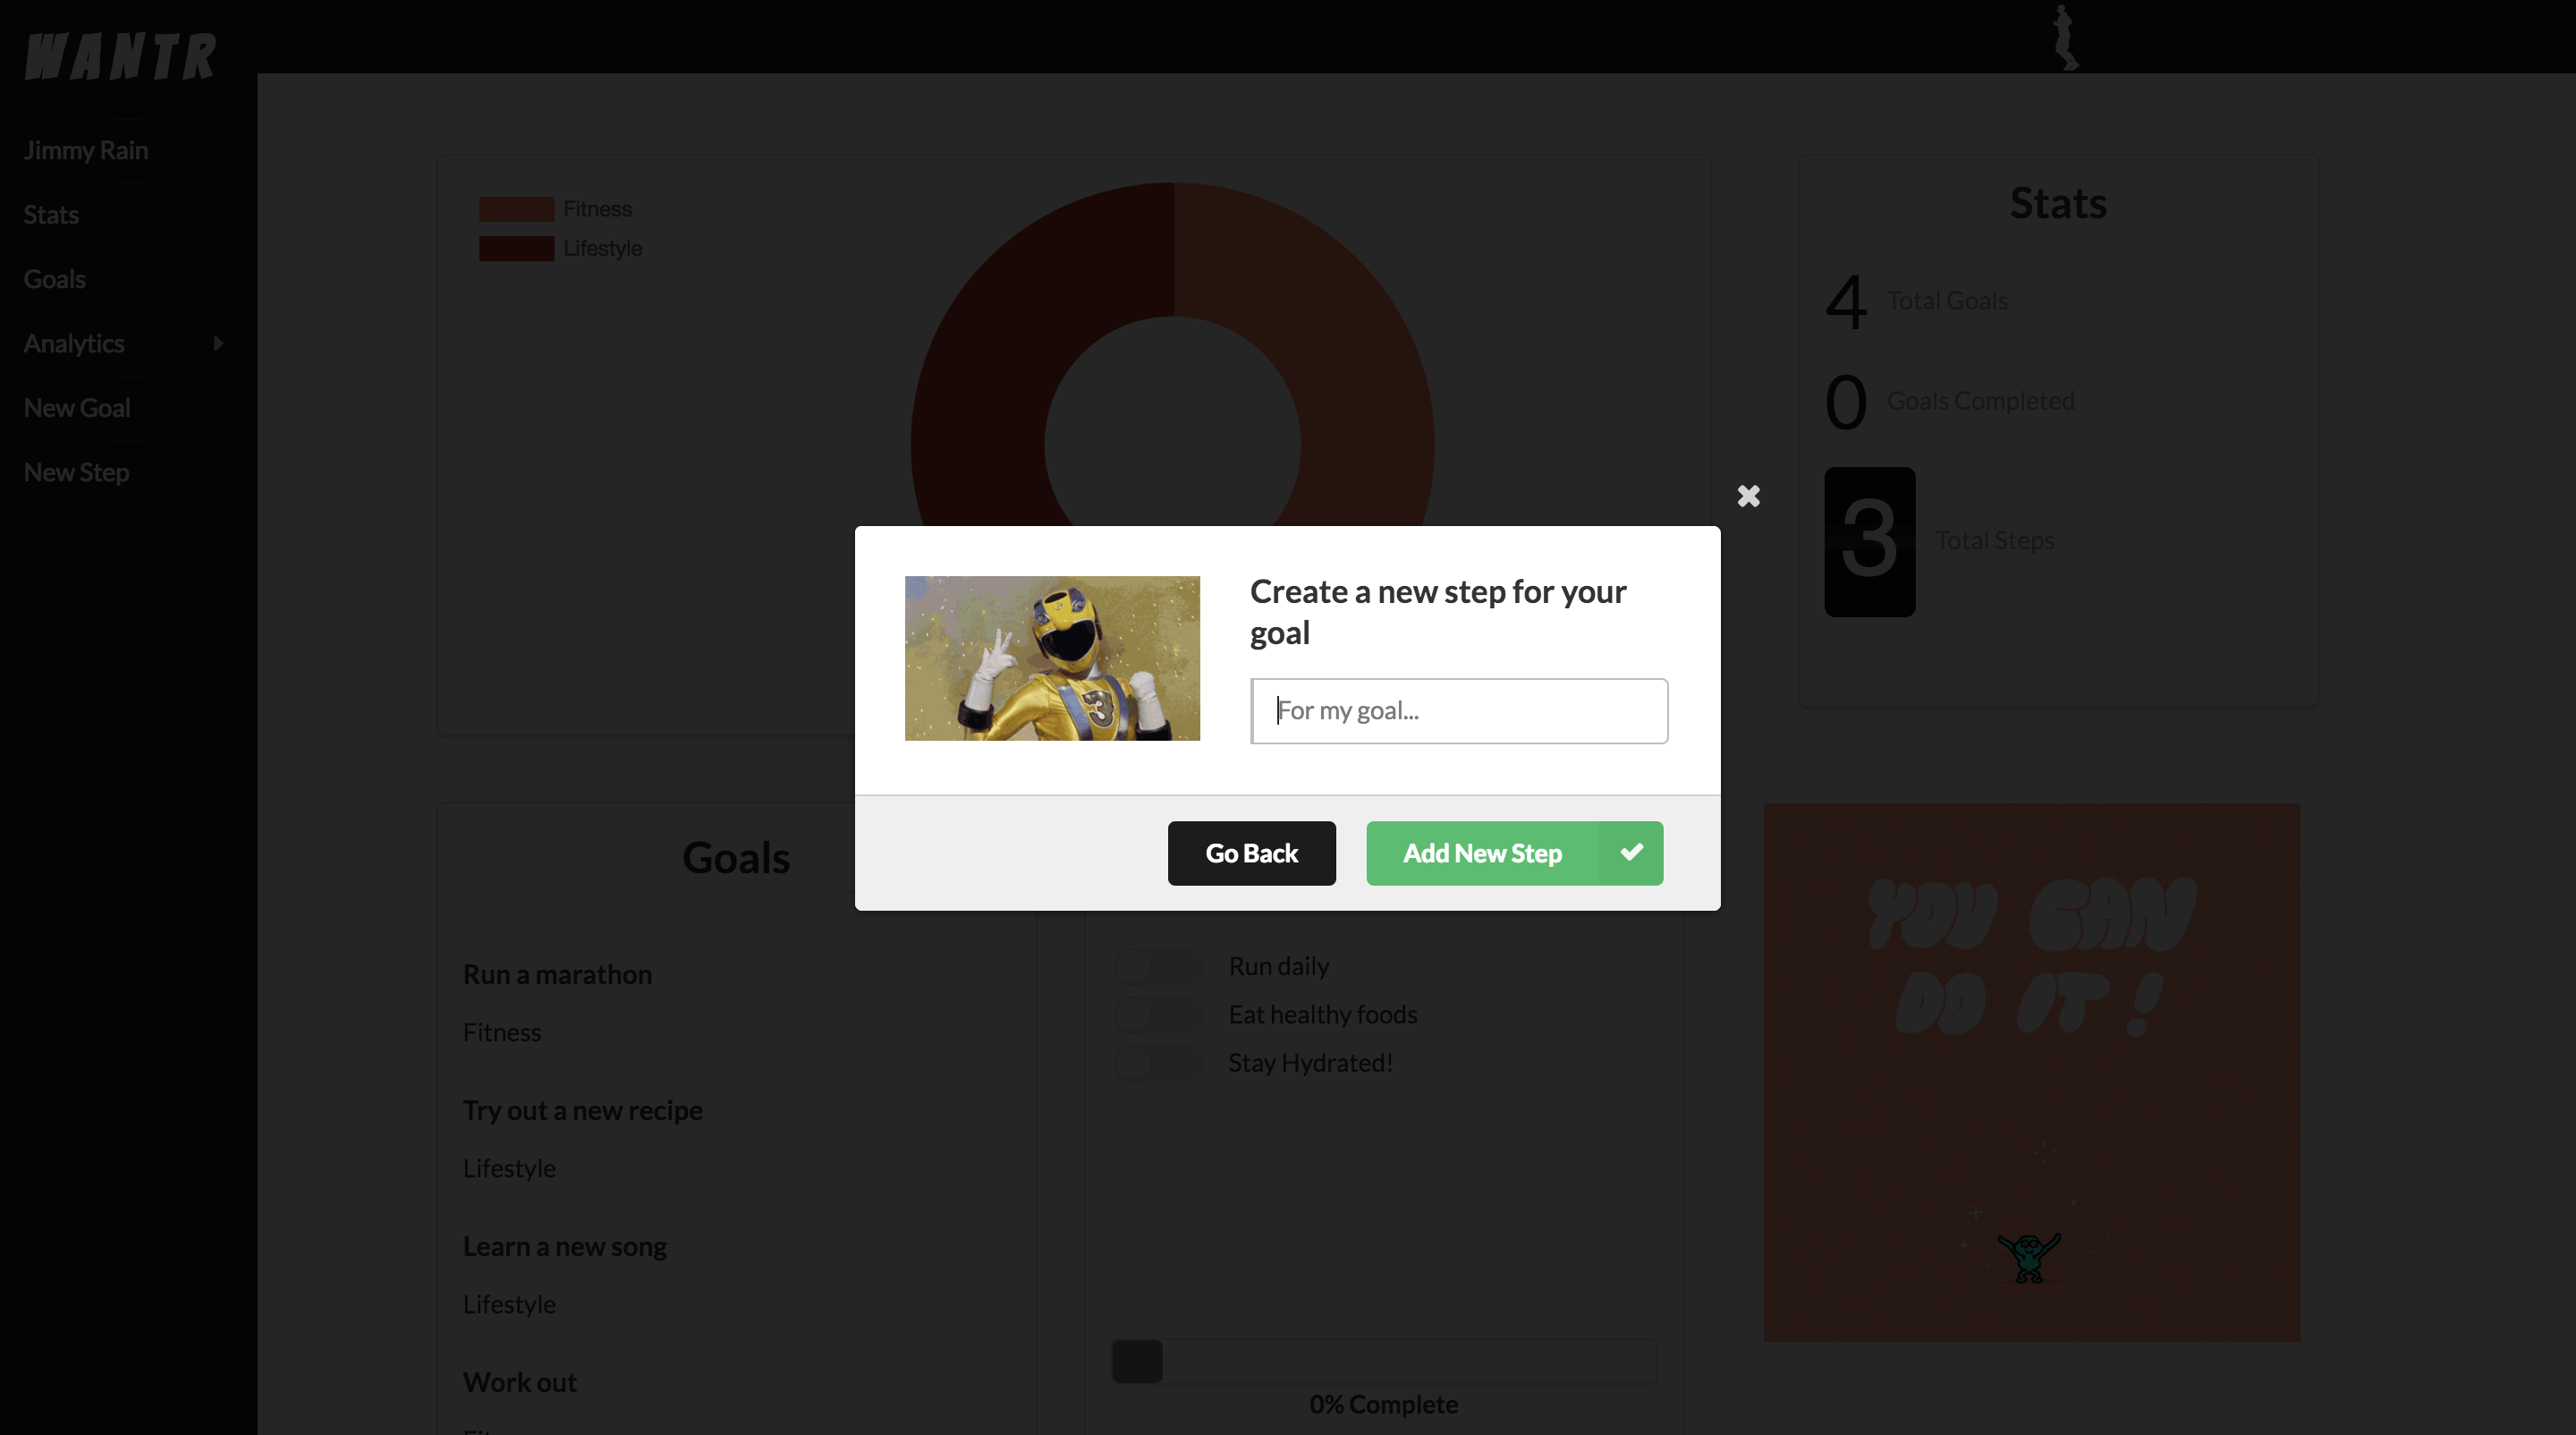 WANTR
Jimmy Rain
Stats
Goals
Analytics
New Goal
New Step
Fitness
Lifestyle
Stats
4 Total Goals
0 Goals Completed
3 Total Steps
Create a new step for your
goal
For my goal...
Go Back
Add New Step
3
Goals
Run a marathon
Fitness
Try out a new recipe
Lifestyle
Learn a new song
Lifestyle
Work out
Run daily
Eat healthy foods
Stay Hydrated!
0% Complete
YOU CAN
DO IT!